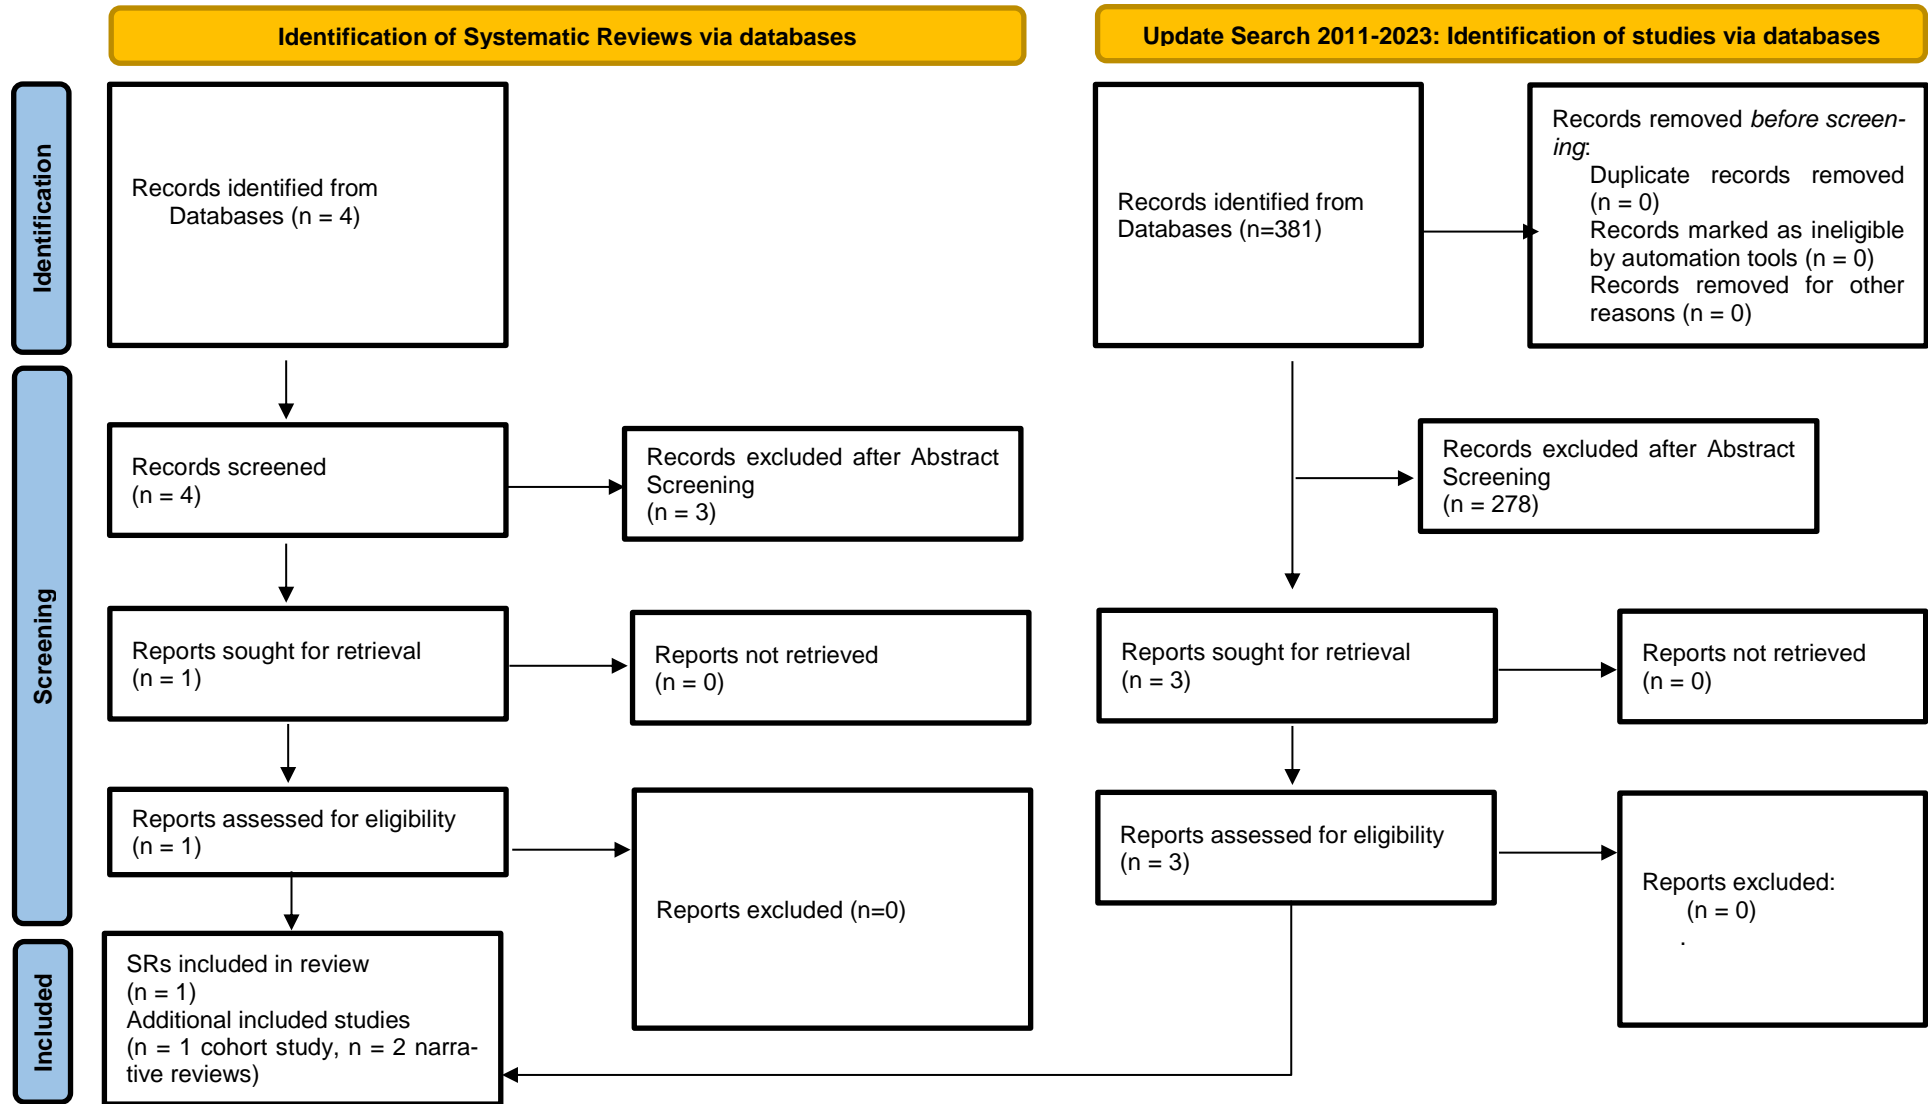 Identification of Systematic Reviews via databases
Update Search 2011-2023: Identification of studies via databases
Identification
Records identified from
Databases (n = 4)
Records identified from
Databases (n=381)
Records removed before screen-
ing:
Duplicate records removed
(n = 0)
Records marked as ineligible
by automation tools (n = 0)
Records removed for other
reasons (n = 0)
Screening
Records screened
(n = 4)
Records excluded after Abstract
Screening
(n = 3)
Records excluded after Abstract
Screening
(n = 278)
Reports sought for retrieval
(n = 1)
Reports not retrieved
(n = 0)
Reports sought for retrieval
(n = 3)
Reports not retrieved
(n = 0)
Reports assessed for eligibility
(n = 1)
Reports excluded (n=0)
Reports assessed for eligibility
(n = 3)
Reports excluded:
(n = 0)
.
Included
SRs included in review
(n = 1)
Additional included studies
(n = 1 cohort study, n = 2 narra-
tive reviews)